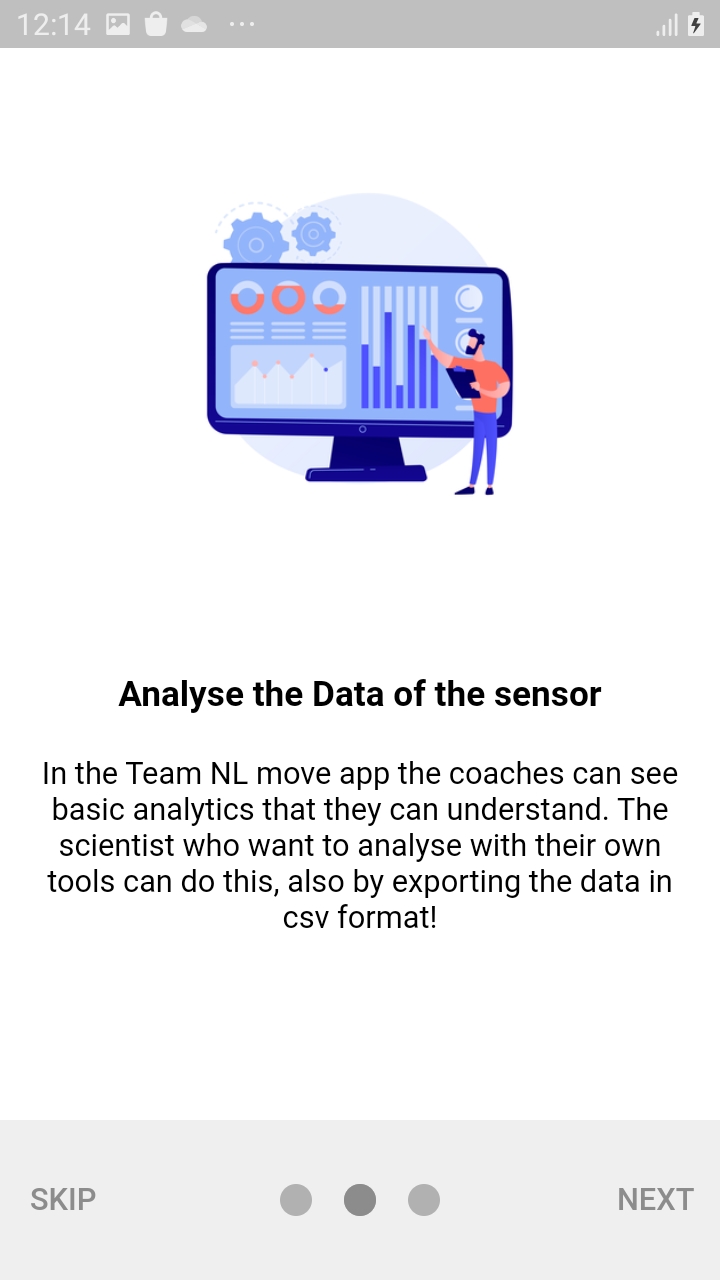 12:14
Analyse the Data of the sensor
In the Team NL move app the coaches can see
basic analytics that they can understand. The
scientist who want to analyse with their own
tools can do this, also by exporting the data in
csv format!
SKIP
NEXT